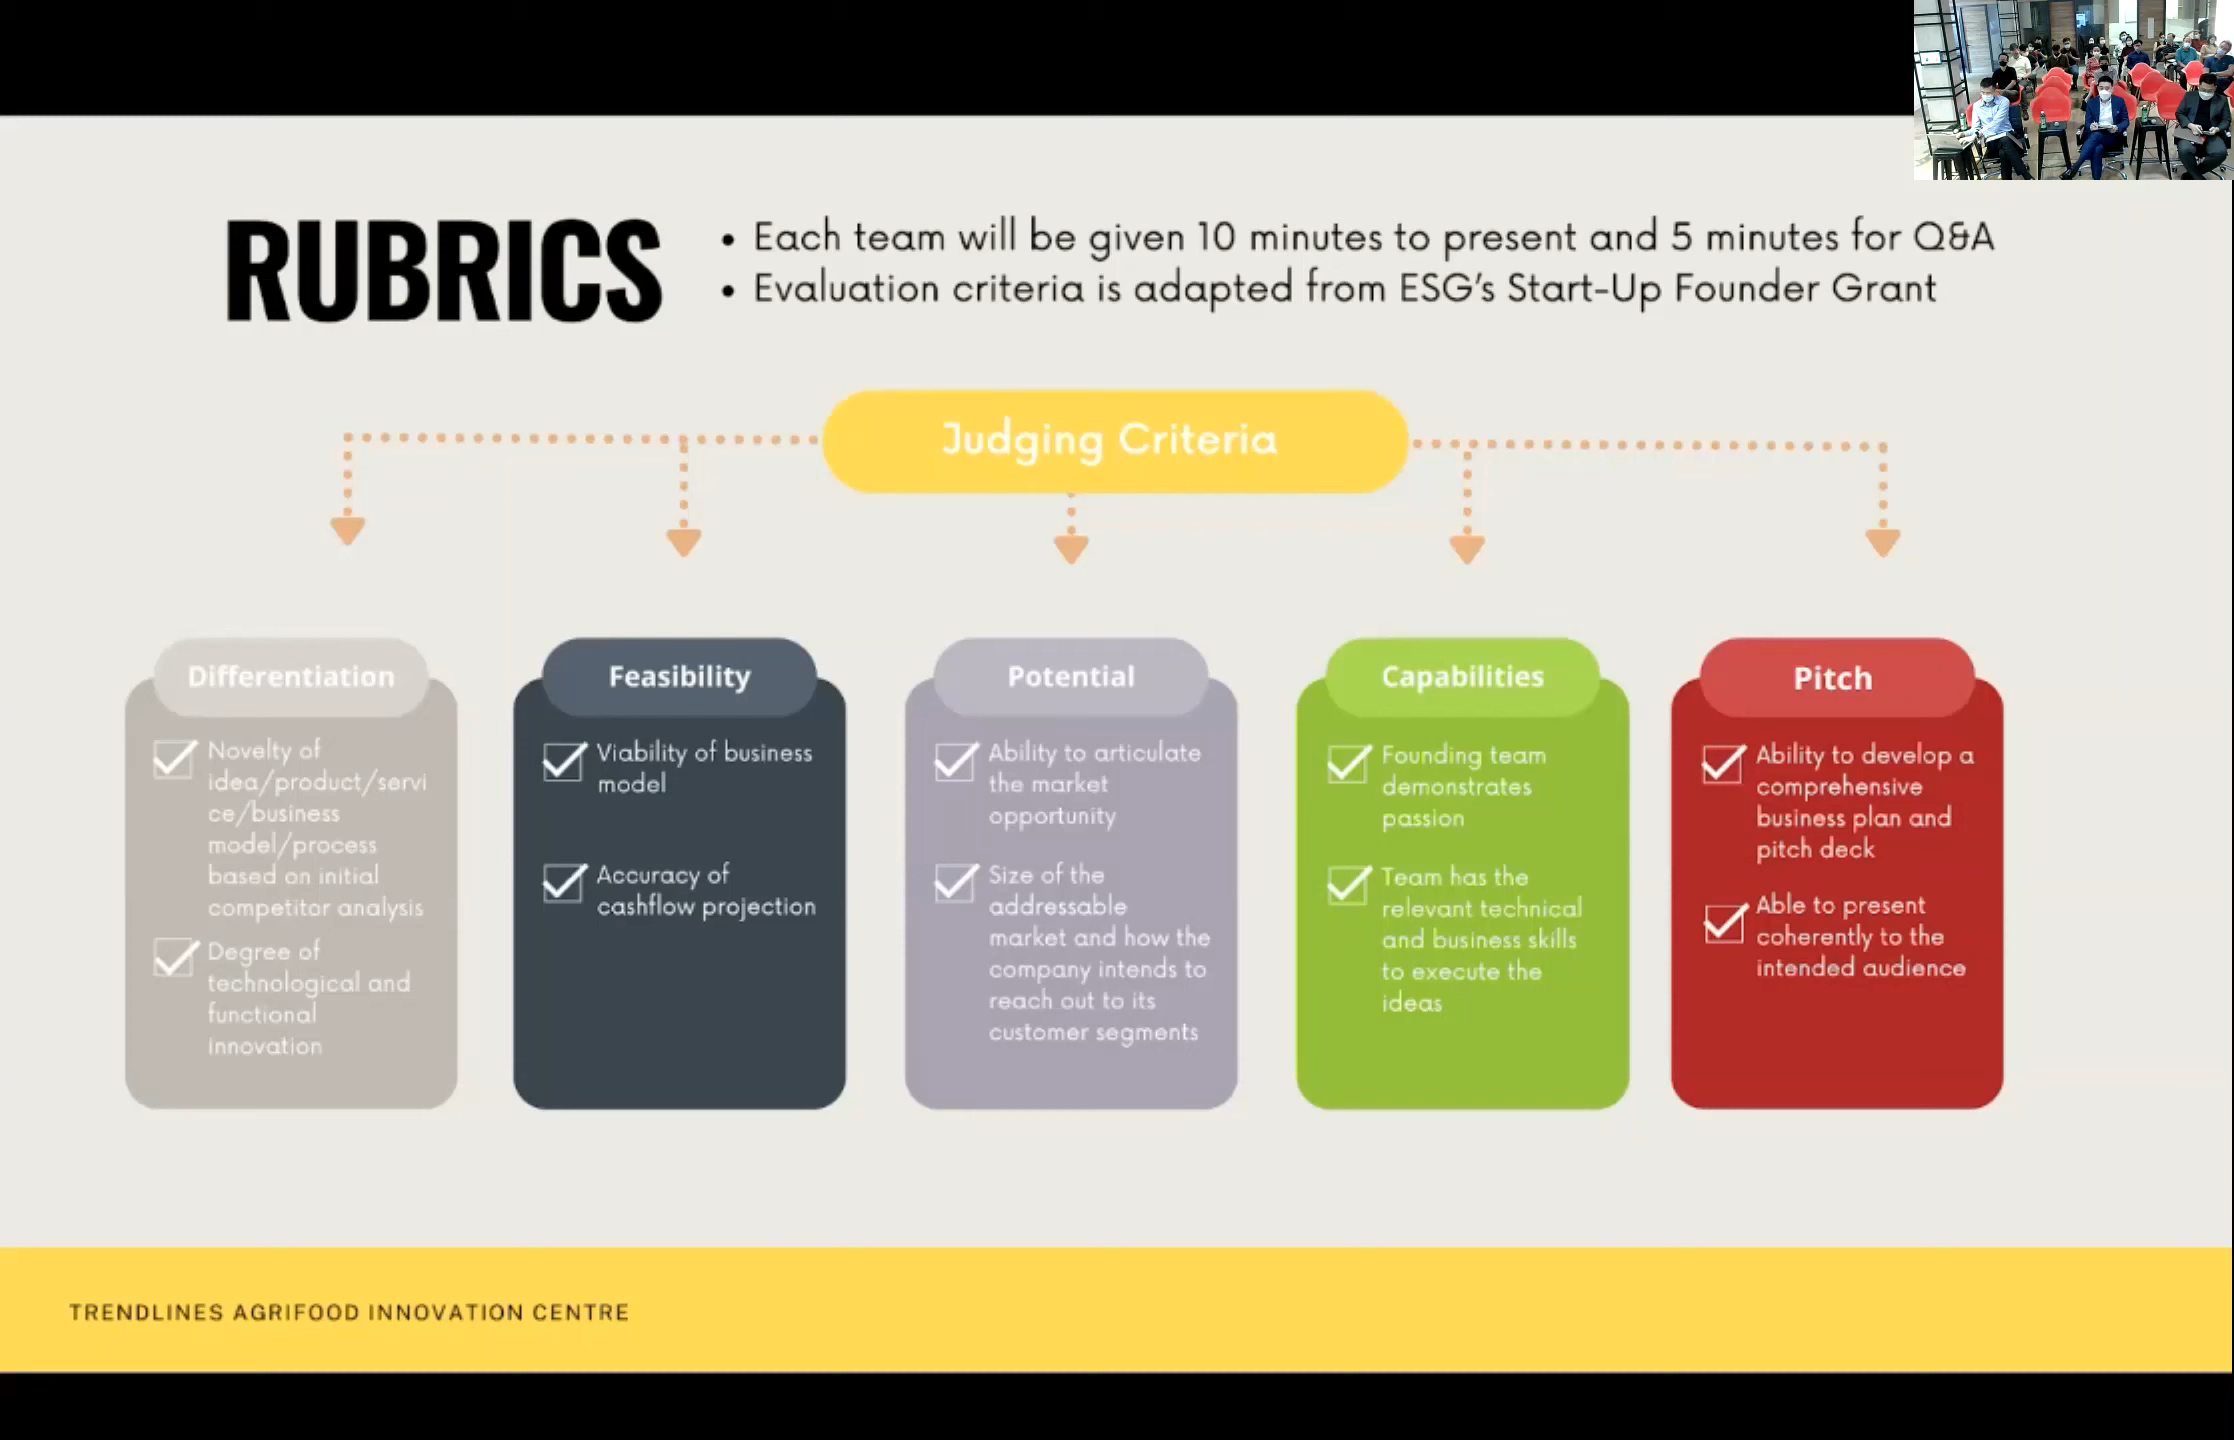 RUBRICS
• Each team will be given 10 minutes to present and 5 minutes for Q&A
• Evaluation criteria is adapted from ESG's Start-Up Founder Grant
Judging Criteria
Differentiation
Novelty of
idea/product/servi
ce/business
model/process
based on initial
competitor analysis
Degree of
technological and
functional
innovation
Feasibility
Viability of business
model
Accuracy of
cashflow projection
Potential
Ability to articulate
the market
opportunity
Size of the
addressable
market and how the
company intends to
reach out to its
customer segments
Capabilities
Founding team
demonstrates
passion
Team has the
relevant technical
and business skills
to execute the
ideas
Pitch
Ability to develop a
comprehensive
business plan and
pitch deck
Able to present
coherently to the
intended audience
TRENDLINES AGRIFOOD INNOVATION CENTRE